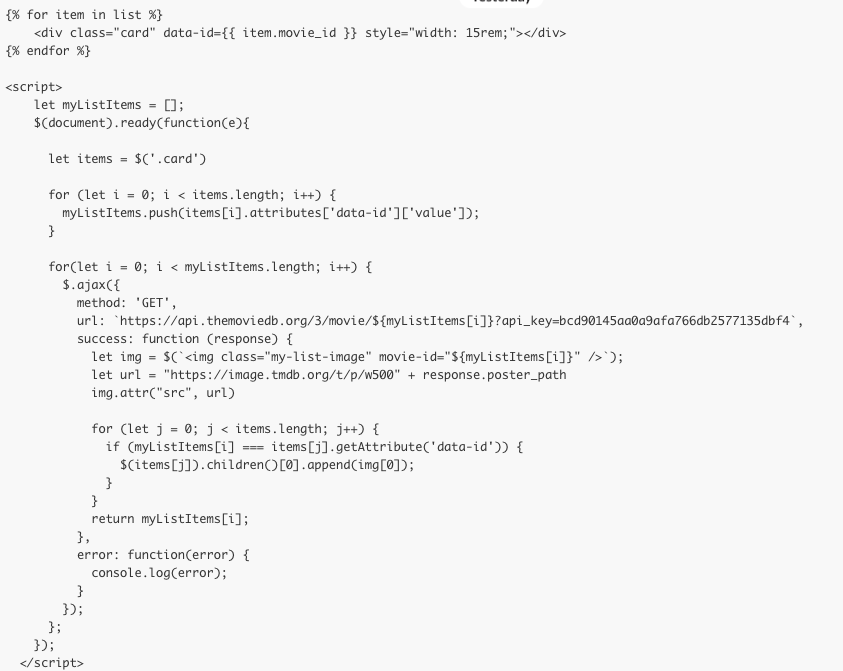 Yesterday
{% for item in list %}
    <div class="card" data-id={{ item.movie_id }} style="width: 15rem;"></div>
{% endfor %}

<script>
    let myListItems = [];
    $(document).ready(function(e){

      let items = $('.card')

      for (let i = 0; i < items.length; i++) {
        myListItems.push(items[i].attributes['data-id']['value']);
      }

      for(let i = 0; i < myListItems.length; i++) {
        $.ajax({
          method: 'GET',
          url: `https://api.themoviedb.org/3/movie/${myListItems[i]}?api_key=bcd90145aa0a9afa766db2577135dbf4`,
          success: function (response) {
            let img = $(`<img class="my-list-image" movie-id="${myListItems[i]}" />`);
            let url = "https://image.tmdb.org/t/p/w500" + response.poster_path
            img.attr("src", url)

            for (let j = 0; j < items.length; j++) {
              if (myListItems[i] === items[j].getAttribute('data-id')) {
                $(items[j]).children()[0].append(img[0]);
              }
            }
            return myListItems[i];
          },
          error: function(error) {
            console.log(error);
          }
        });
      };
    });
  </script>